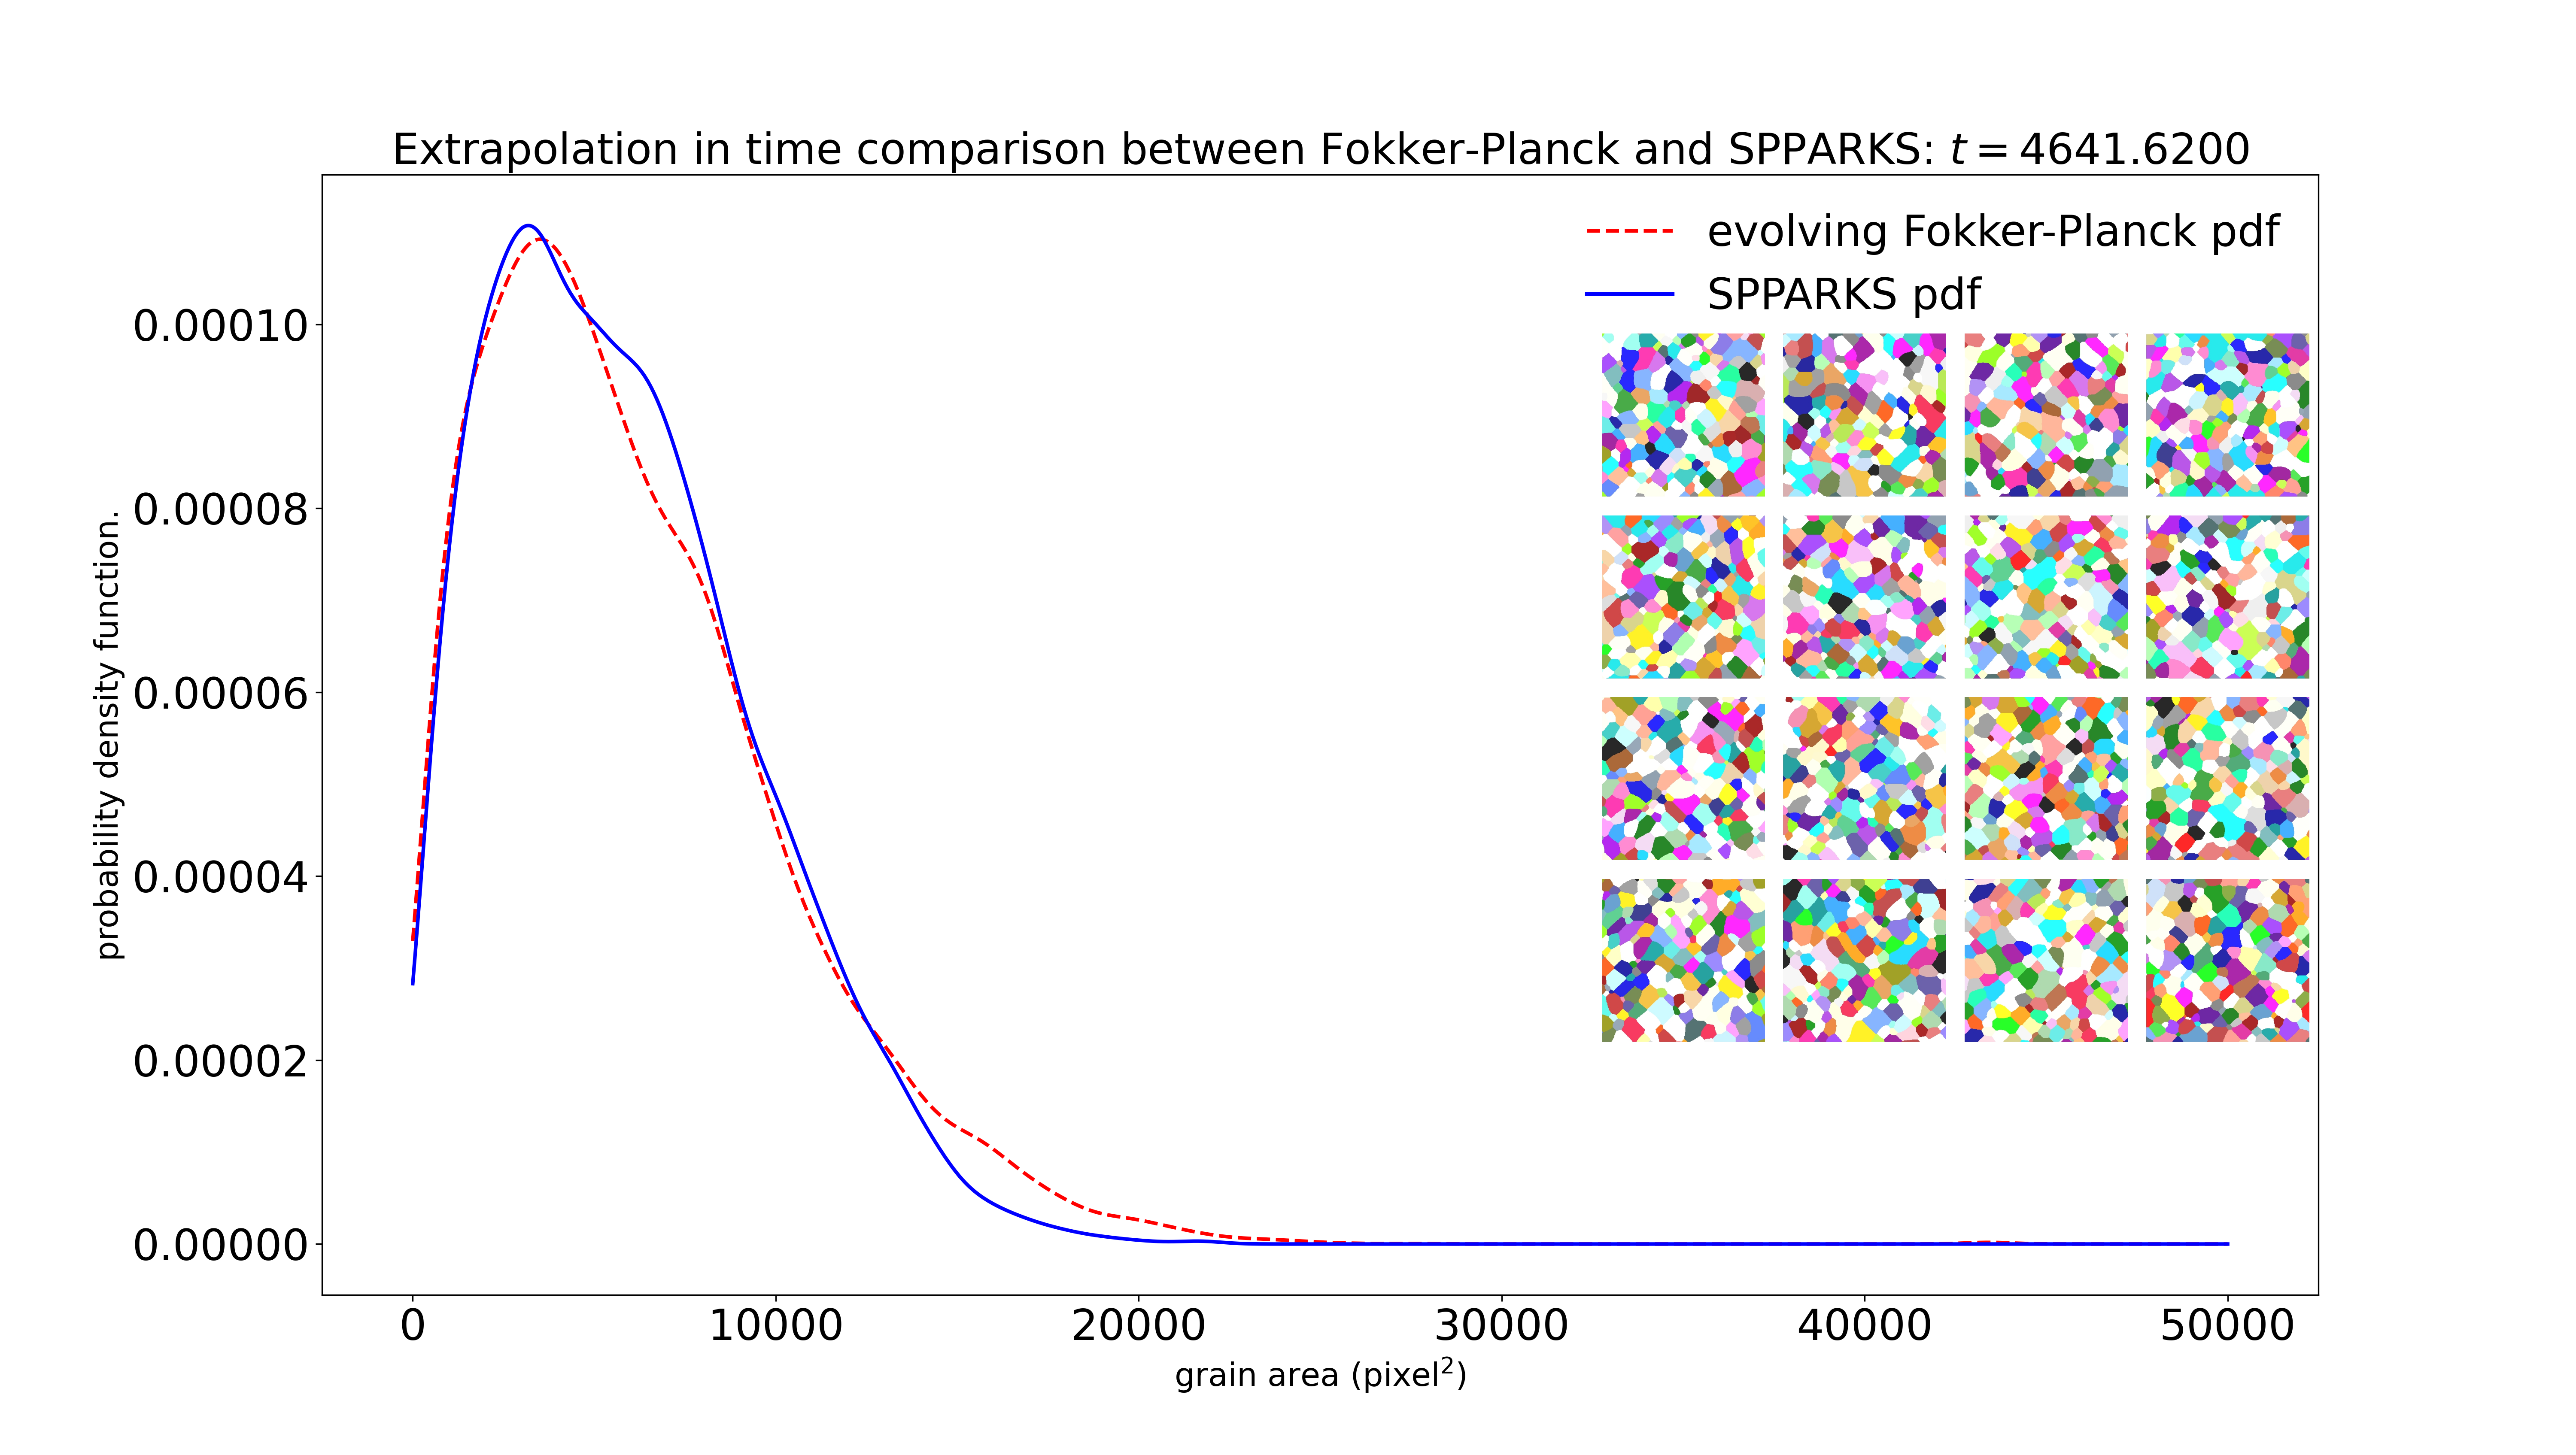 Extrapolation in time comparison between Fokker-Planck and SPPARKS: t = 4641.6200
evolving Fokker-Planck pdf
SPPARKS pdf
probability density function.
0.00010
0.00008
0.00006
0.00004
0.00002
0.00000
0 10000 20000 30000 40000 50000
grain area (pixel²)